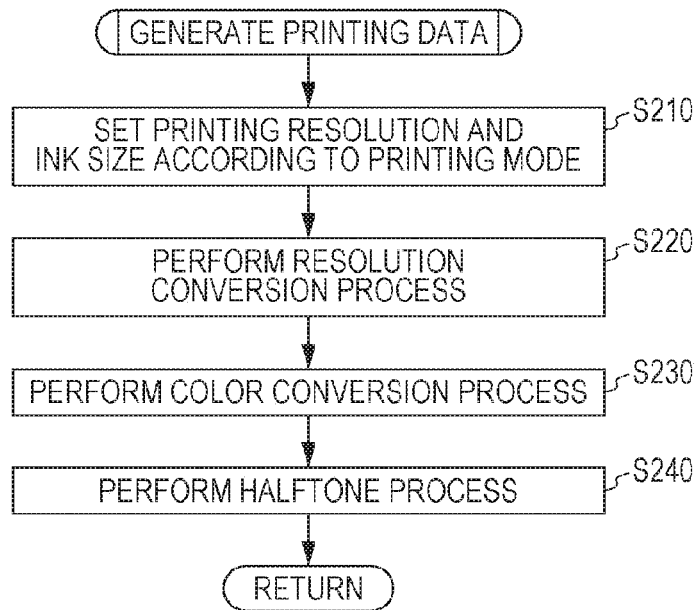 GENERATE PRINTING DATA
S210
SET PRINTING RESOLUTION AND
INK SIZE ACCORDING TO PRINTING MODE
S220
PERFORM RESOLUTION
CONVERSION PROCESS
S230
PERFORM COLOR CONVERSION PROCESS
S240
PERFORM HALFTONE PROCESS
RETURN